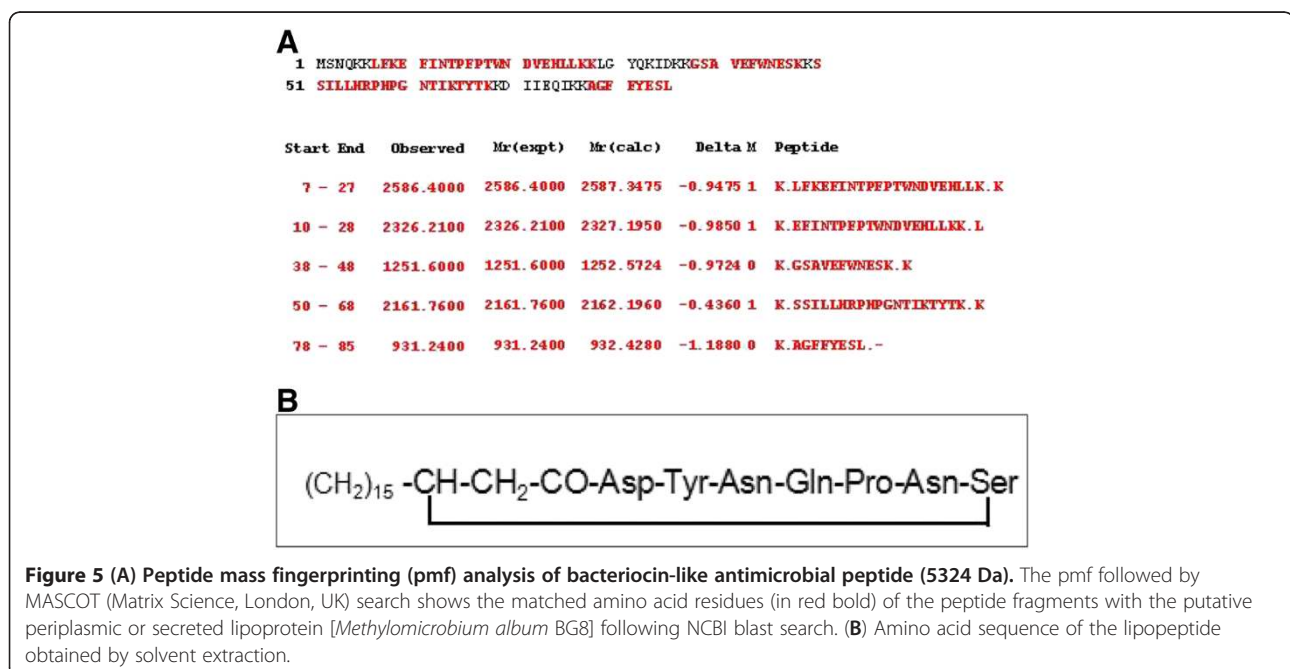 A
1 MSNQKKLFKE FINTPFPTWN DVEHLLKKLG YQKIDKKGSA VEFWNESKKS
51 SILLHRPHPG NTIKTYTKKD IIEQIKKAGF FYESL
Start End Observed Mr(expt) Mr(calc) Delta M Peptide
7 - 27 2586.4000 2586.4000 2587.3475 -0.9475 1 K.LFKEFINTPFPTWNDVEHLLK.K
10 - 28 2326.2100 2326.2100 2327.1950 -0.9850 1 K.EFINTPFPTWNDVEHLLKK.L
38 - 48 1251.6000 1251.6000 1252.5724 -0.9724 0 K.GSAVEFWNESK.K
50 - 68 2161.7600 2161.7600 2162.1960 -0.4360 1 K.SSILLHRPHPGNTIKTYTK.K
78 - 85 931.2400 931.2400 932.4280 -1.1880 0 K.AGFFYESL.-
B
(CH₂)₁₅ -CH-CH₂-CO-Asp-Tyr-Asn-Gln-Pro-Asn-Ser
Figure 5 (A) Peptide mass fingerprinting (pmf) analysis of bacteriocin-like antimicrobial peptide (5324 Da). The pmf followed by
MASCOT (Matrix Science, London, UK) search shows the matched amino acid residues (in red bold) of the peptide fragments with the putative
periplasmic or secreted lipoprotein [Methylomicrobium album BG8] following NCBI blast search. (B) Amino acid sequence of the lipopeptide
obtained by solvent extraction.